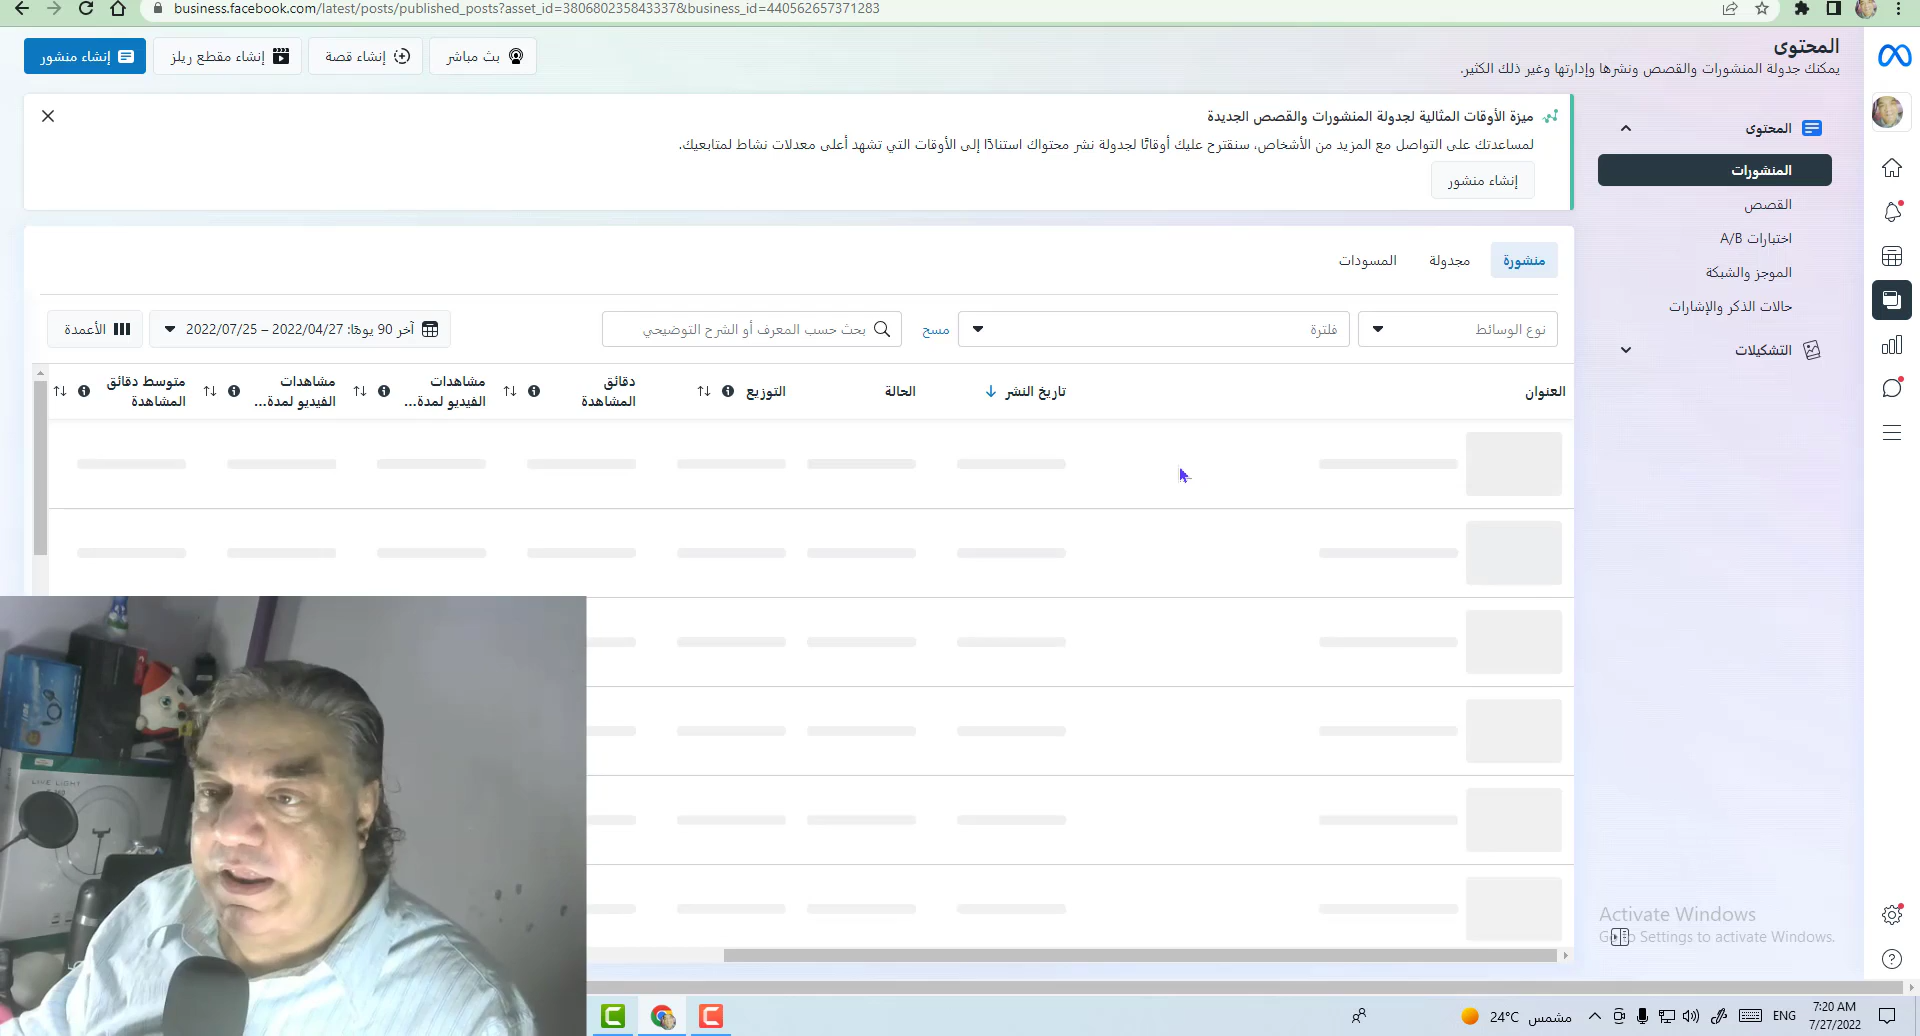 business.facebook.com/latest/posts/published_posts?asset_id=380680235843337&business_id=440562657371283
المحتوى
يمكنك جدولة المنشورات والقصص ونشرها وإدارتها وغير ذلك الكثير.
بث مباشر
إنشاء قصة
إنشاء مقطع ريلز
إنشاء منشور
المحتوى
المنشورات
القصص
اختبارات A/B
الموجز والشبكة
حالات الذكر والإشارات
التشكيلات
ميزة الأوقات المثالية لجدولة المنشورات والقصص الجديدة
لمساعدتك على التواصل مع المزيد من الأشخاص، سنقترح عليك أوقاتًا لجدولة نشر محتواك استنادًا إلى الأوقات التي تشهد أعلى معدلات نشاط لمتابعيك.
إنشاء منشور
منشورة
مجدولة
المسودات
نوع الوسائط
فلترة
مسح
بحث حسب المعرف أو الشرح التوضيحي
آخر 90 يومًا: 2022/04/27 – 2022/07/25
الأعمدة
العنوان
تاريخ النشر
الحالة
التوزيع
دقائق
المشاهدة
مشاهدات
الفيديو لمدة...
مشاهدات
الفيديو لمدة...
متوسط دقائق
المشاهدة
LIVE LIGHT
Activate Windows
Go to Settings to activate Windows.
24°C مشمس
ENG
7:20 AM
7/27/2022